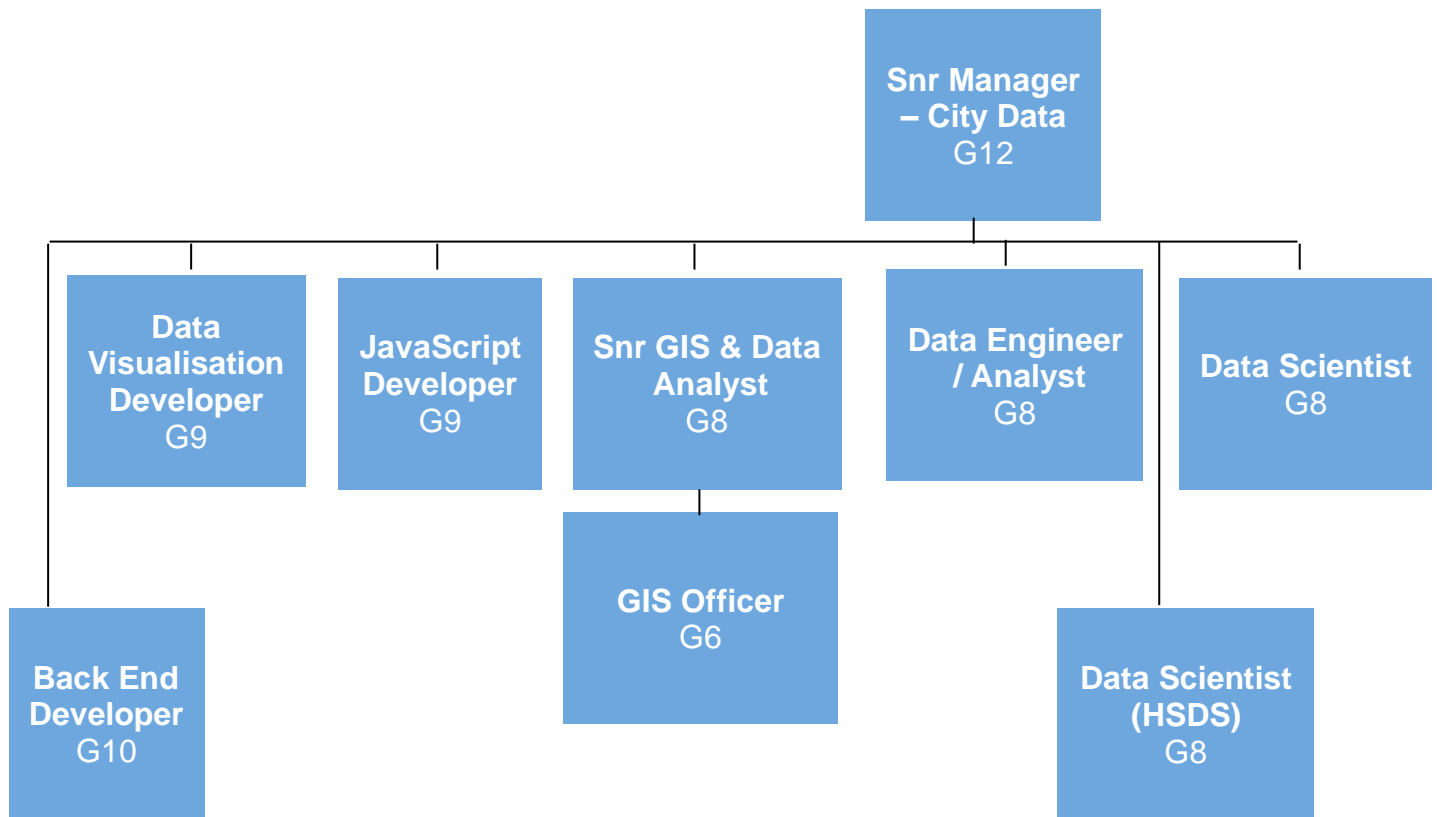 Snr Manager
– City Data
G12
Data
Visualisation
Developer
G9
JavaScript
Developer
G9
Snr GIS & Data
Analyst
G8
Data Engineer
/ Analyst
G8
Data Scientist
G8
GIS Officer
G6
Back End
Developer
G10
Data Scientist
(HSDS)
G8